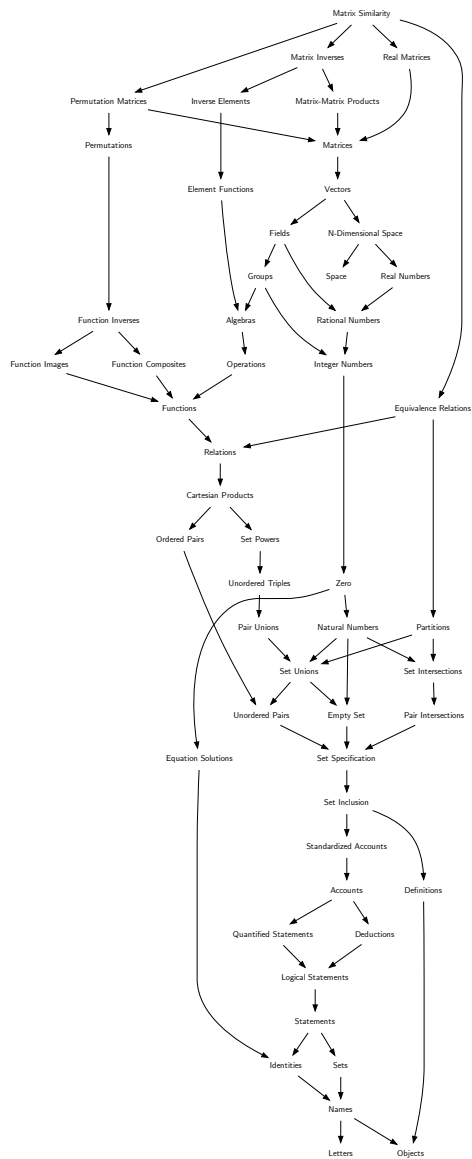 Matrix Similarity
Matrix Inverses
Real Matrices
Permutation Matrices
Inverse Elements
Matrix-Matrix Products
Permutations
Matrices
Element Functions
Vectors
Fields
N-Dimensional Space
Groups
Space
Real Numbers
Function Inverses
Algebras
Rational Numbers
Function Images
Function Composites
Operations
Integer Numbers
Functions
Equivalence Relations
Relations
Cartesian Products
Ordered Pairs
Set Powers
Unordered Triples
Zero
Pair Unions
Natural Numbers
Partitions
Set Unions
Set Intersections
Unordered Pairs
Empty Set
Pair Intersections
Equation Solutions
Set Specification
Set Inclusion
Standardized Accounts
Accounts
Definitions
Quantified Statements
Deductions
Logical Statements
Statements
Identities
Sets
Names
Letters
Objects